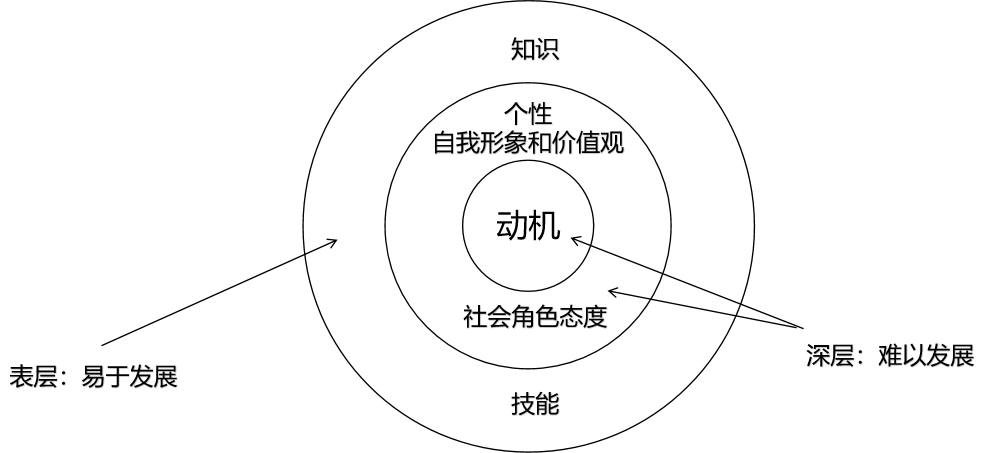 知识
个性
自我形象和价值观
动机
社会角色态度
技能
表层：易于发展
深层：难以发展